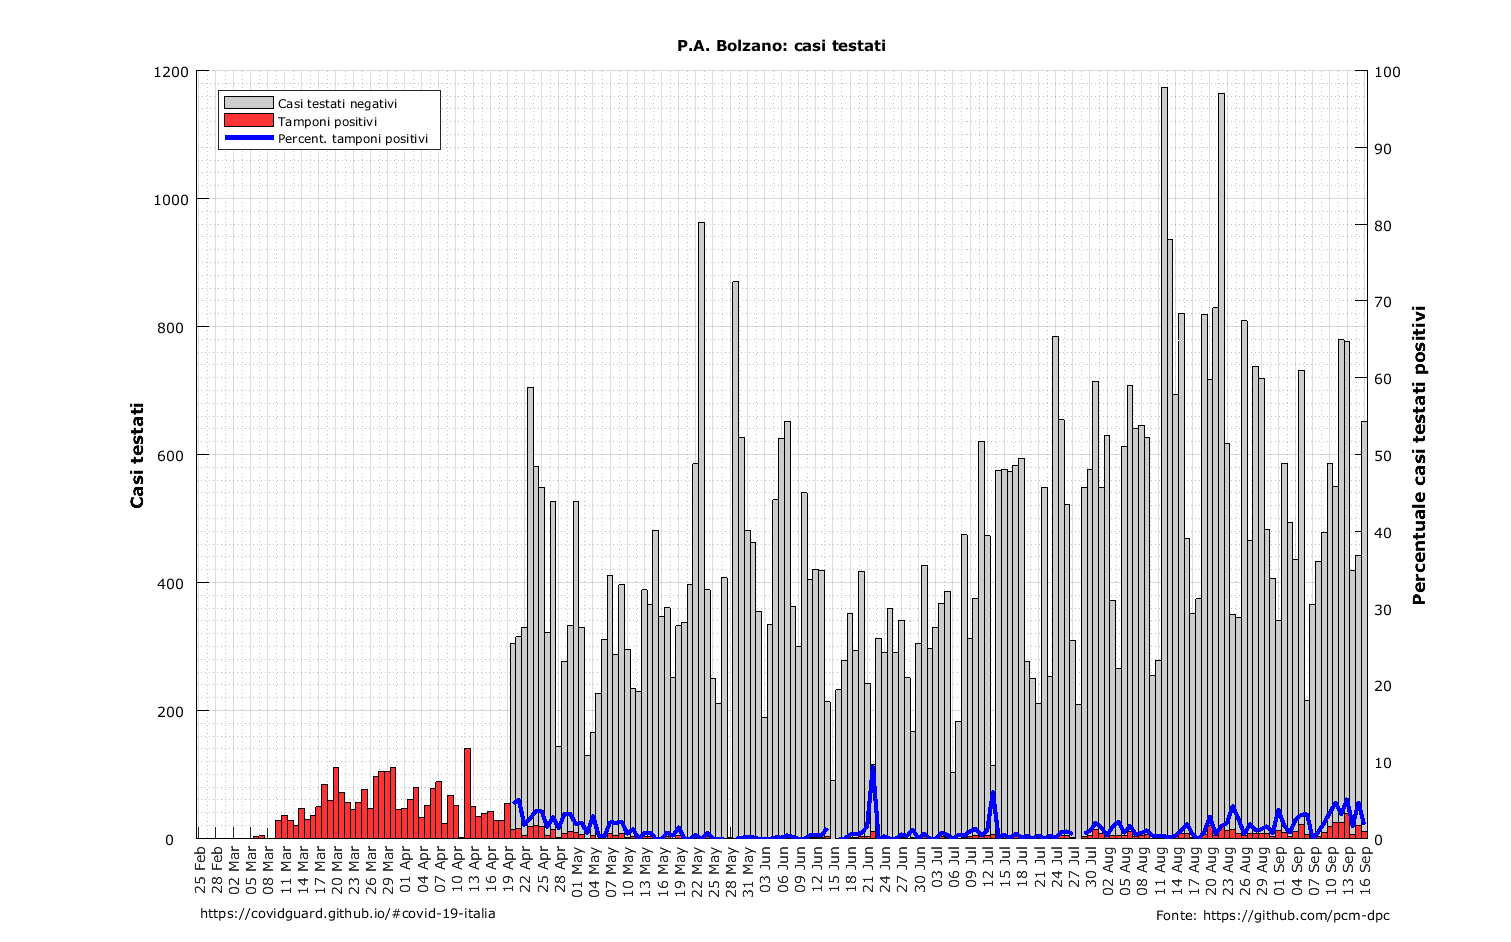 P.A. Bolzano: casi testati
Casi testati negativi
Tamponi positivi
Percent. tamponi positivi
Casi testati
1200
1000
800
600
400
200
0
Percentuale casi testati positivi
100
90
80
70
60
50
40
30
20
10
0
25 Feb
28 Feb
02 Mar
05 Mar
08 Mar
11 Mar
14 Mar
17 Mar
20 Mar
23 Mar
26 Mar
29 Mar
01 Apr
04 Apr
07 Apr
10 Apr
13 Apr
16 Apr
19 Apr
22 Apr
25 Apr
28 Apr
01 May
04 May
07 May
10 May
13 May
16 May
19 May
22 May
25 May
28 May
31 May
03 Jun
06 Jun
09 Jun
12 Jun
15 Jun
18 Jun
21 Jun
24 Jun
27 Jun
30 Jun
03 Jul
06 Jul
09 Jul
12 Jul
15 Jul
18 Jul
21 Jul
24 Jul
27 Jul
30 Jul
02 Aug
05 Aug
08 Aug
11 Aug
14 Aug
17 Aug
20 Aug
23 Aug
26 Aug
29 Aug
01 Sep
04 Sep
07 Sep
10 Sep
13 Sep
16 Sep
https://covidguard.github.io/#covid-19-italia
Fonte: https://github.com/pcm-dpc